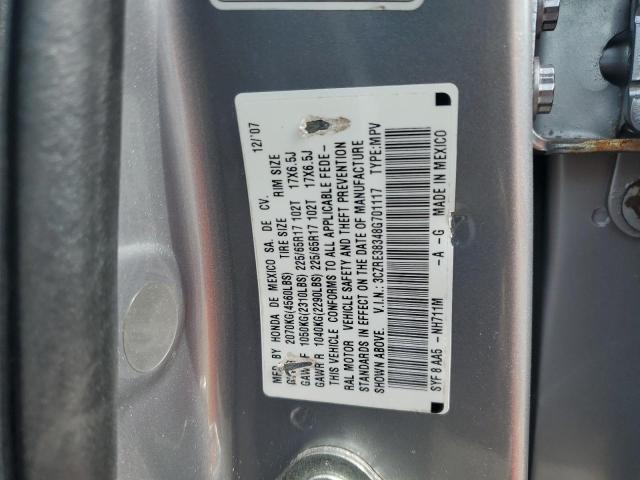 MFD. BY HONDA DE MEXICO SA. DE CV. 12/'07
2070KG(4560LBS) TIRE SIZE RIM SIZE
GAWR F 1050KG(2310LBS) 225/65R17 102T 17X6.5J
GAWR R 1040KG(2290LBS) 225/65R17 102T 17X6.5J
THIS VEHICLE CONFORMS TO ALL APPLICABLE FEDE-
RAL MOTOR VEHICLE SAFETY AND THEFT PREVENTION
STANDARDS IN EFFECT ON THE DATE OF MANUFACTURE
SHOWN ABOVE. V.I.N.: 3CZRE38348G701117 TYPE:MPV
SYF8AA5 -NH711M -A -G MADE IN MEXICO